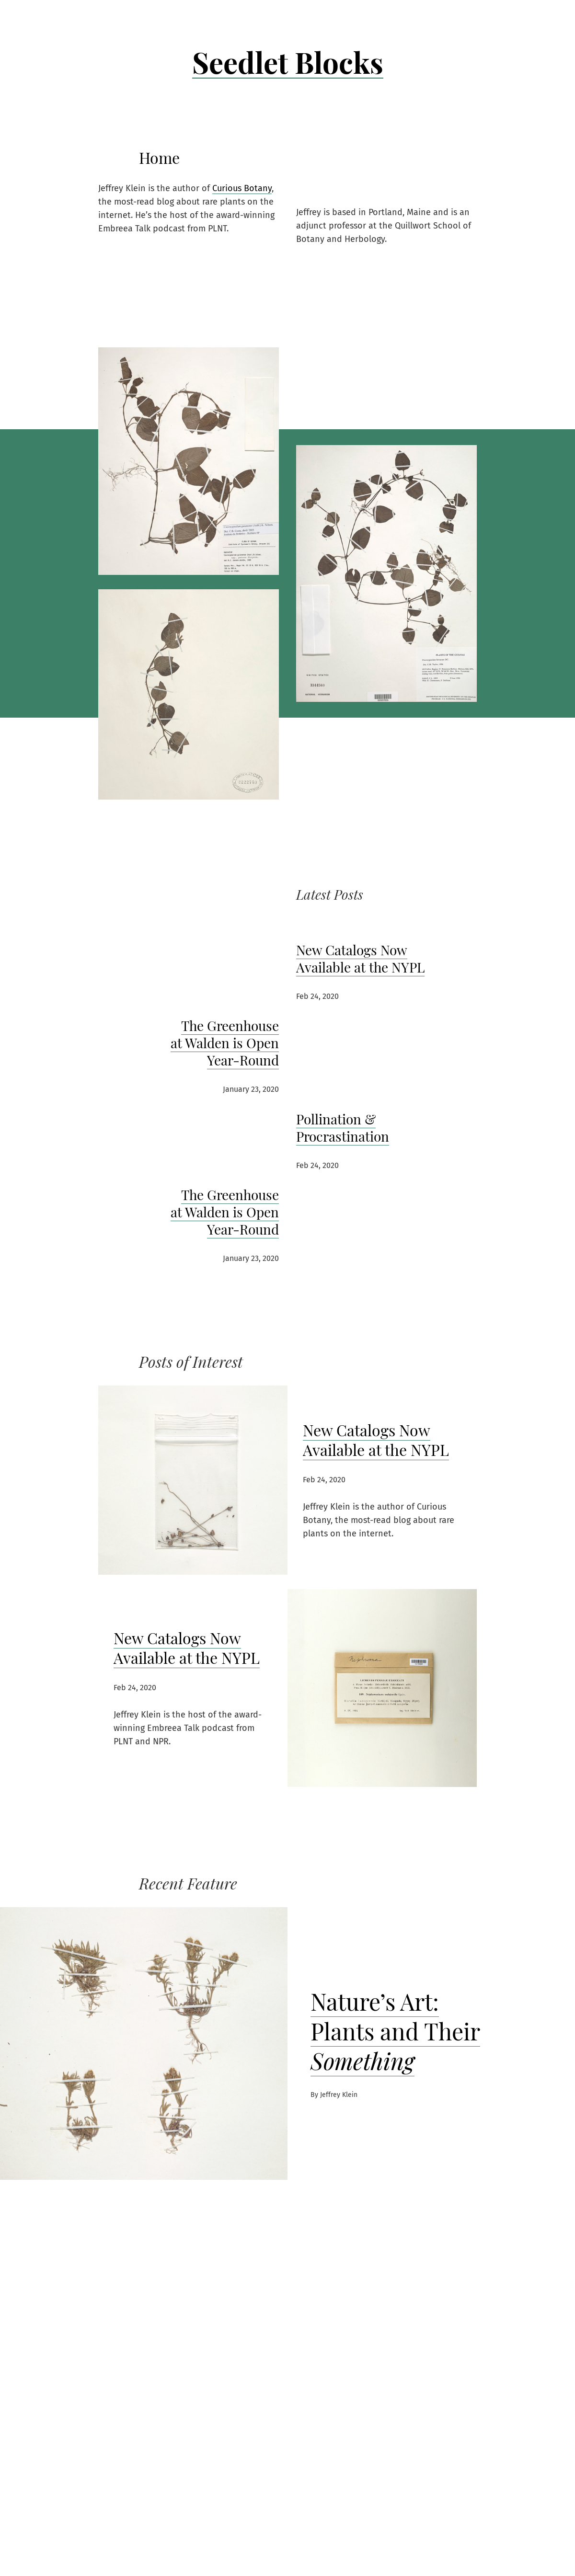 Seedlet Blocks
Home
Jeffrey Klein is the author of Curious Botany,
the most-read blog about rare plants on the
internet. He’s the host of the award-winning
Embreea Talk podcast from PLNT.
Jeffrey is based in Portland, Maine and is an
adjunct professor at the Quillwort School of
Botany and Herbology.
Latest Posts
New Catalogs Now
Available at the NYPL
Feb 24, 2020
The Greenhouse
at Walden is Open
Year-Round
January 23, 2020
Pollination &
Procrastination
Feb 24, 2020
The Greenhouse
at Walden is Open
Year-Round
January 23, 2020
Posts of Interest
New Catalogs Now
Available at the NYPL
Feb 24, 2020
Jeffrey Klein is the author of Curious
Botany, the most-read blog about rare
plants on the internet.
New Catalogs Now
Available at the NYPL
Feb 24, 2020
Jeffrey Klein is the host of the award-
winning Embreea Talk podcast from
PLNT and NPR.
Recent Feature
Nature’s Art:
Plants and Their
Something
By Jeffrey Klein